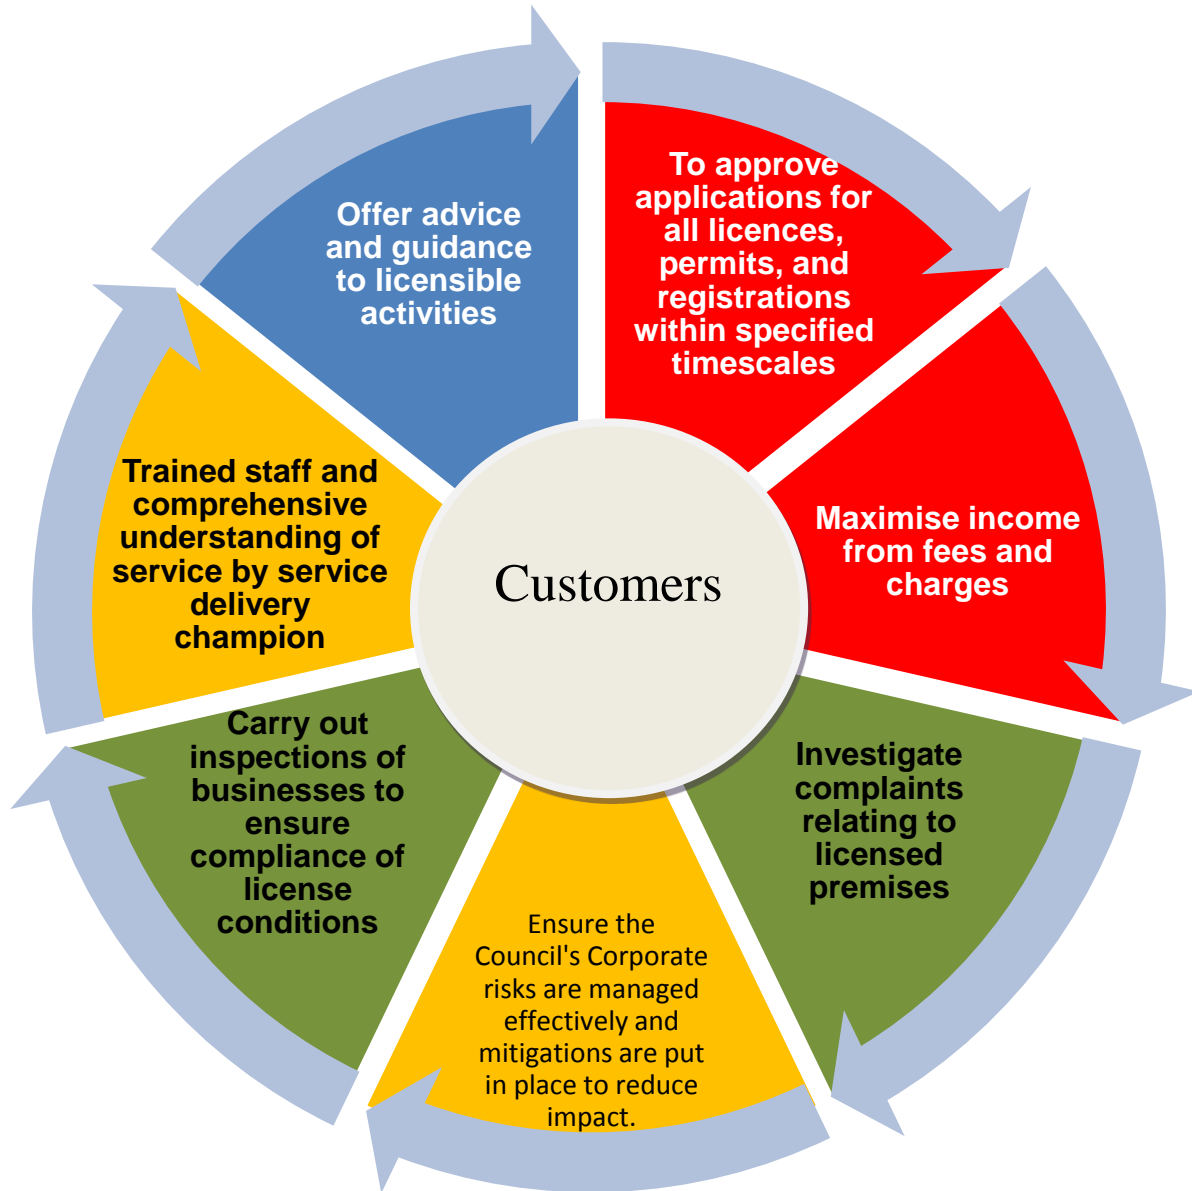 To approve
applications for
all licences,
permits, and
registrations
within specified
timescales
Maximise income
from fees and
charges
Investigate
complaints
relating to
licensed
premises
Ensure the
Council's Corporate
risks are managed
effectively and
mitigations are put
in place to reduce
impact.
Carry out
inspections of
businesses to
ensure
compliance of
license
conditions
Trained staff and
comprehensive
understanding of
service by service
delivery
champion
Offer advice
and guidance
to licensible
activities
Customers